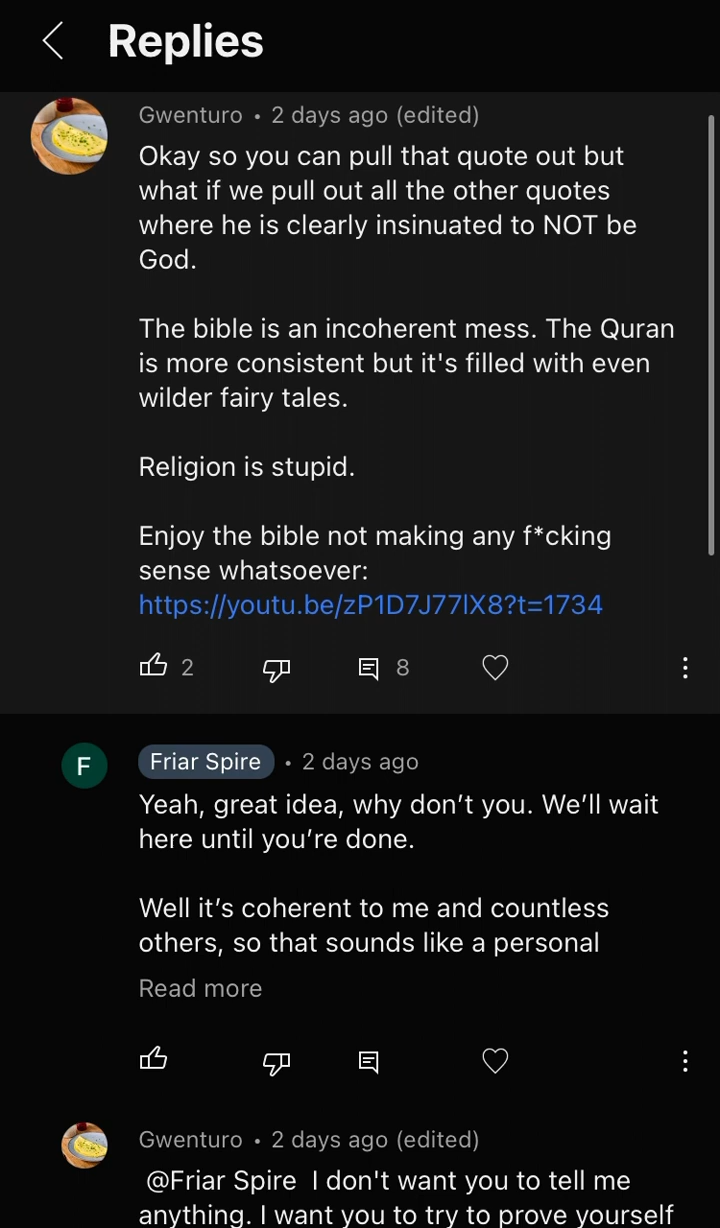 Replies
Gwenturo • 2 days ago (edited)
Okay so you can pull that quote out but
what if we pull out all the other quotes
where he is clearly insinuated to NOT be
God.
The bible is an incoherent mess. The Quran
is more consistent but it's filled with even
wilder fairy tales.
Religion is stupid.
Enjoy the bible not making any f*cking
sense whatsoever:
https://youtu.be/zP1D7J77lX8?t=1734
2 8
F Friar Spire • 2 days ago
Yeah, great idea, why don’t you. We’ll wait
here until you’re done.
Well it’s coherent to me and countless
others, so that sounds like a personal
Read more
Gwenturo • 2 days ago (edited)
@Friar Spire I don't want you to tell me
anything. I want you to try to prove yourself